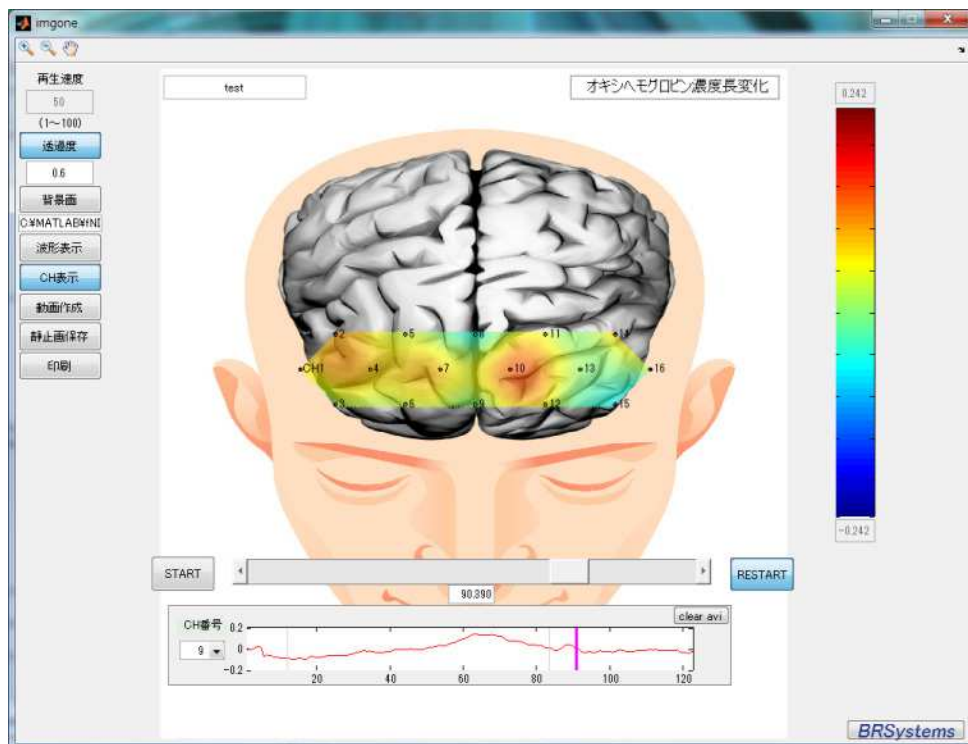 imgone
再生速度
50
(1～100)
透過度
0.6
背景画
C:¥MATLAB¥fNI
波形表示
CH表示
動画作成
静止画保存
印刷
test
オキシヘモグロビン濃度長変化
0.242
-0.242
2
5
8
11
14
CH1
4
7
10
13
16
3
6
9
12
15
START
RESTART
90.390
CH番号
9
clear avi
0.2
0
-0.2
20
40
60
80
100
120
BRSystems